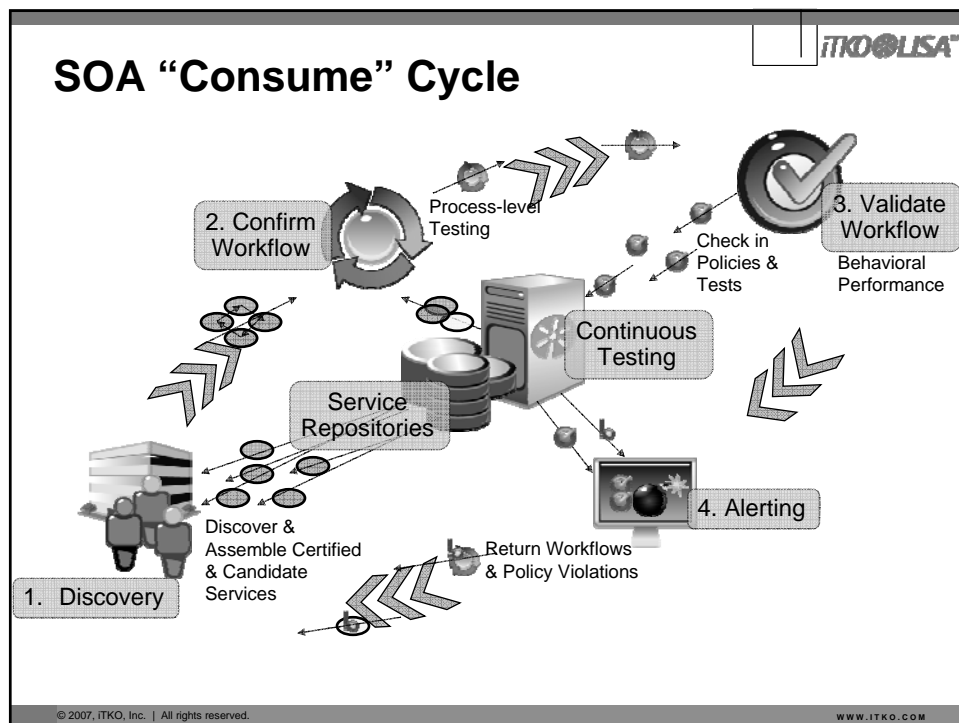 iTKO LISA™
SOA “Consume” Cycle
2. Confirm
Workflow
Process-level
Testing
3. Validate
Workflow
Behavioral
Performance
Check in
Policies &
Tests
Continuous
Testing
Service
Repositories
4. Alerting
Discover &
Assemble Certified
& Candidate
Services
1. Discovery
Return Workflows
& Policy Violations
© 2007, iTKO, Inc. | All rights reserved.
WWW.ITKO.COM